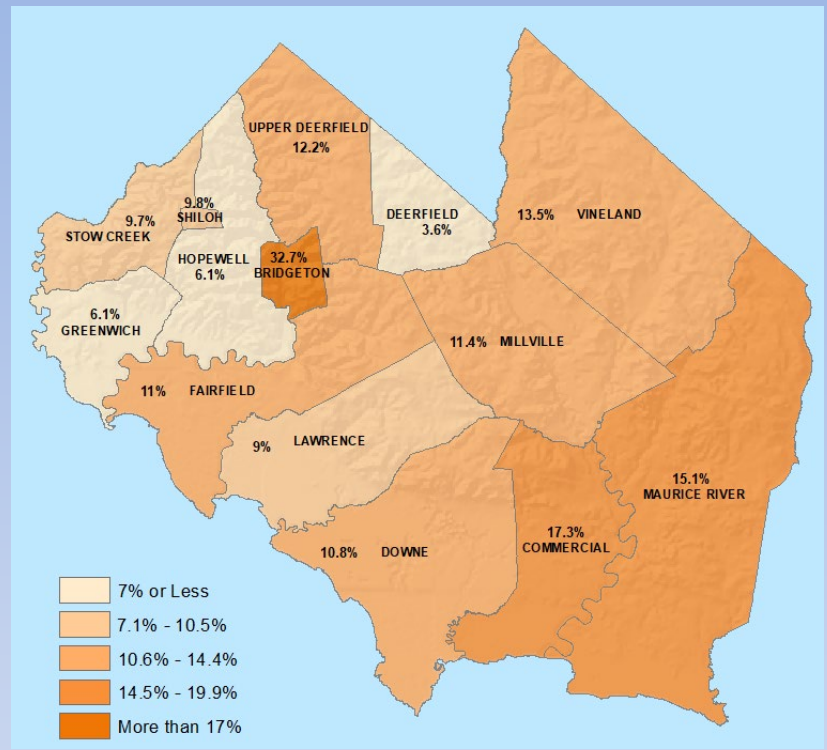 UPPER DEERFIELD
12.2%
9.8%
SHILOH
9.7%
STOW CREEK
DEERFIELD
3.6%
13.5% VINELAND
HOPEWELL
6.1%
32.7%
BRIDGETON
6.1%
GREENWICH
11.4% MILLVILLE
11% FAIRFIELD
9% LAWRENCE
15.1%
MAURICE RIVER
17.3%
COMMERCIAL
10.8% DOWNE
7% or Less
7.1% - 10.5%
10.6% - 14.4%
14.5% - 19.9%
More than 17%